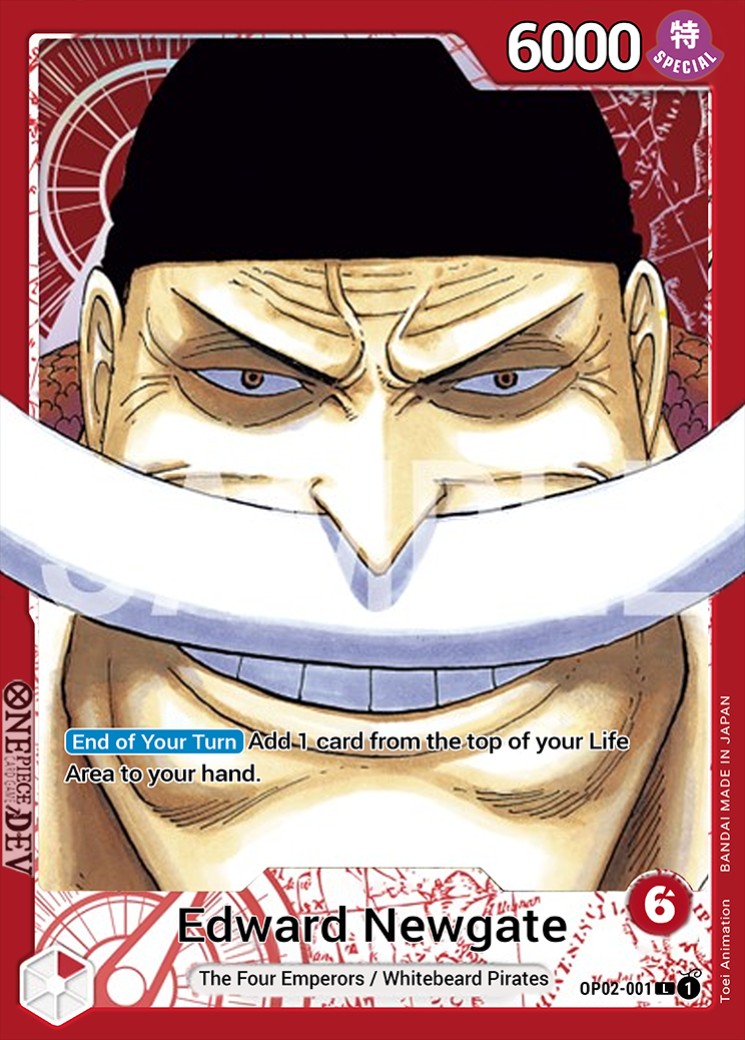 6000
特
SPECIAL
SAMPLE
End of Your Turn Add 1 card from the top of your Life
Area to your hand.
ONE PIECE
CARD GAME
DEV
BANDAI MADE IN JAPAN
Toei Animation
6
Edward Newgate
The Four Emperors / Whitebeard Pirates
OP02-001 L 1